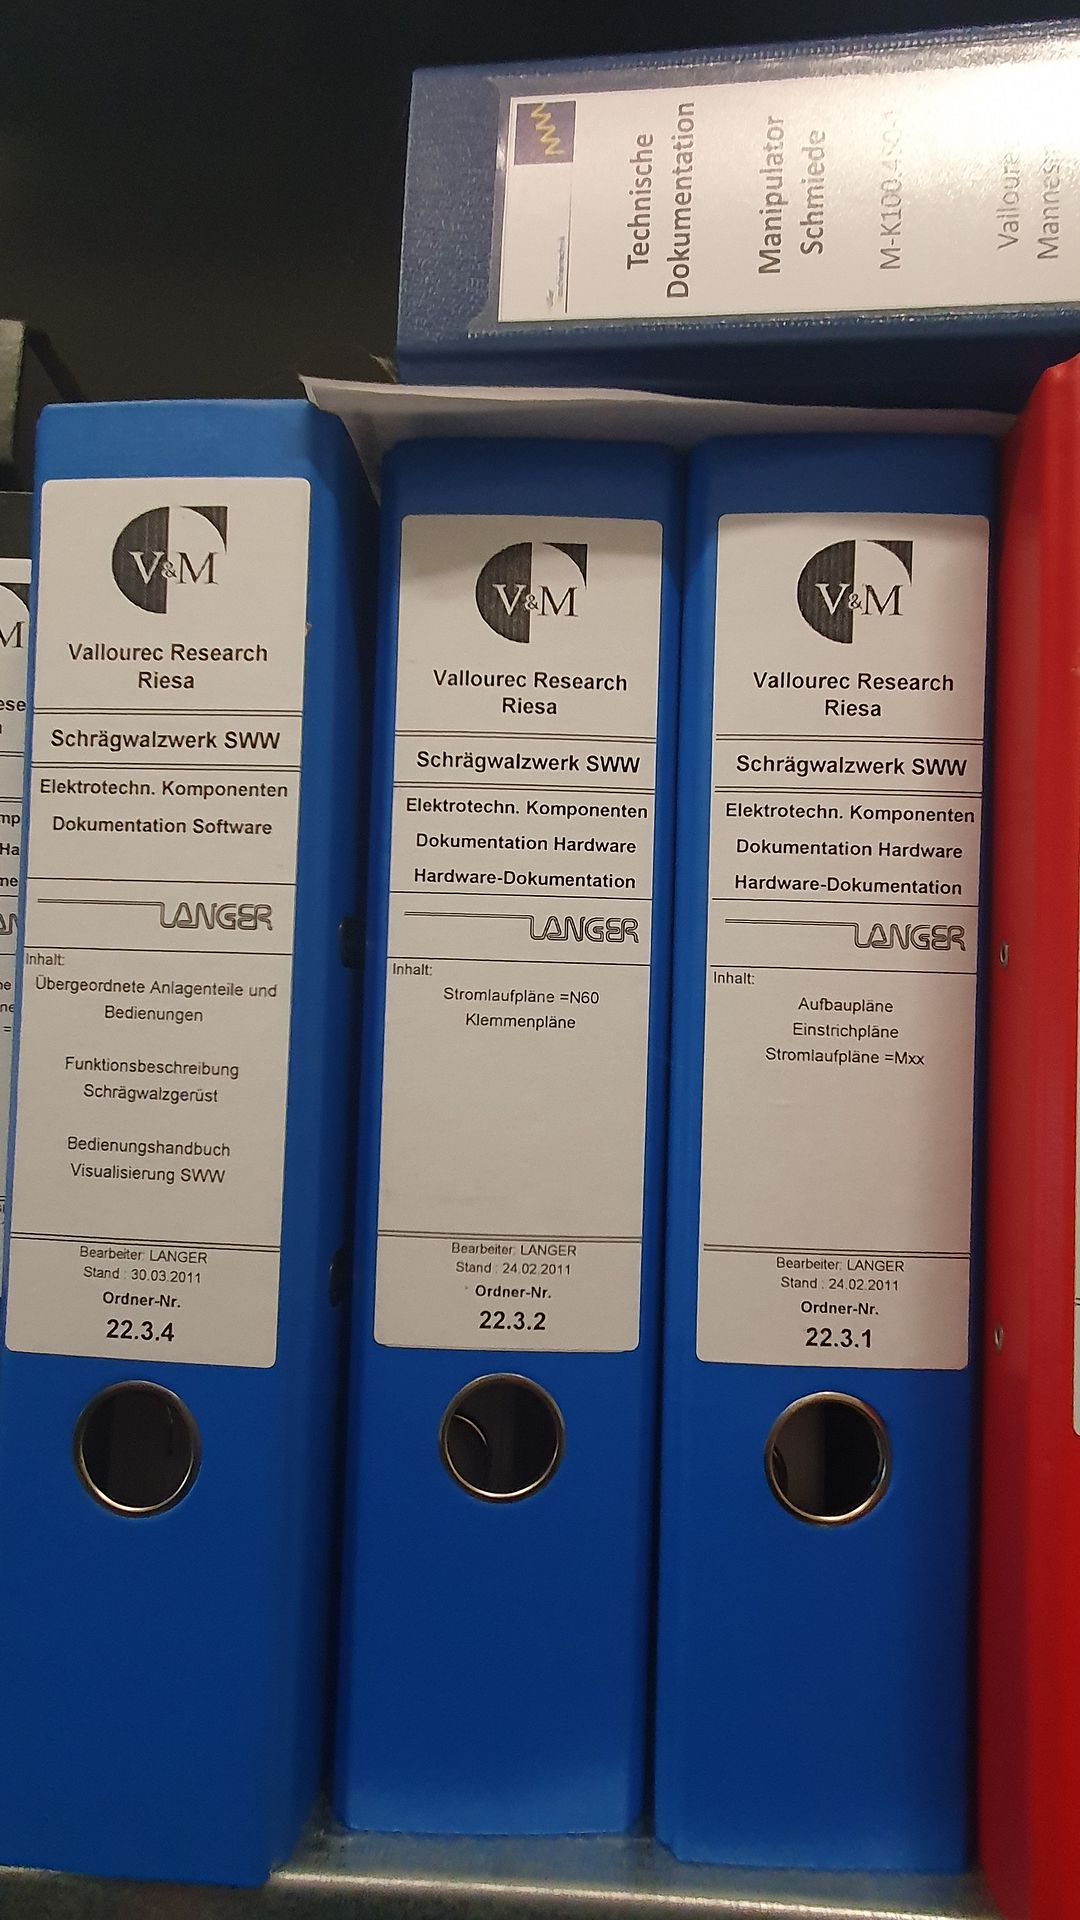 Technische
Dokumentation
Manipulator
Schmiede
V&M
Vallourec Research
Riesa
Schrägwalzwerk SWW
Elektrotechn. Komponenten
Dokumentation Software
LANGER
Inhalt:
Übergeordnete Anlagenteile und
Bedienungen
Funktionsbeschreibung
Schrägwalzgerüst
Bedienungshandbuch
Visualisierung SWW
Bearbeiter: LANGER
Stand : 30.03.2011
Ordner-Nr.
22.3.4
V&M
Vallourec Research
Riesa
Schrägwalzwerk SWW
Elektrotechn. Komponenten
Dokumentation Hardware
Hardware-Dokumentation
LANGER
Inhalt:
Stromlaufpläne =N60
Klemmenpläne
Bearbeiter: LANGER
Stand : 24.02.2011
Ordner-Nr.
22.3.2
V&M
Vallourec Research
Riesa
Schrägwalzwerk SWW
Elektrotechn. Komponenten
Dokumentation Hardware
Hardware-Dokumentation
LANGER
Inhalt:
Aufbaupläne
Einstrichpläne
Stromlaufpläne =Mxx
Bearbeiter: LANGER
Stand : 24.02.2011
Ordner-Nr.
22.3.1